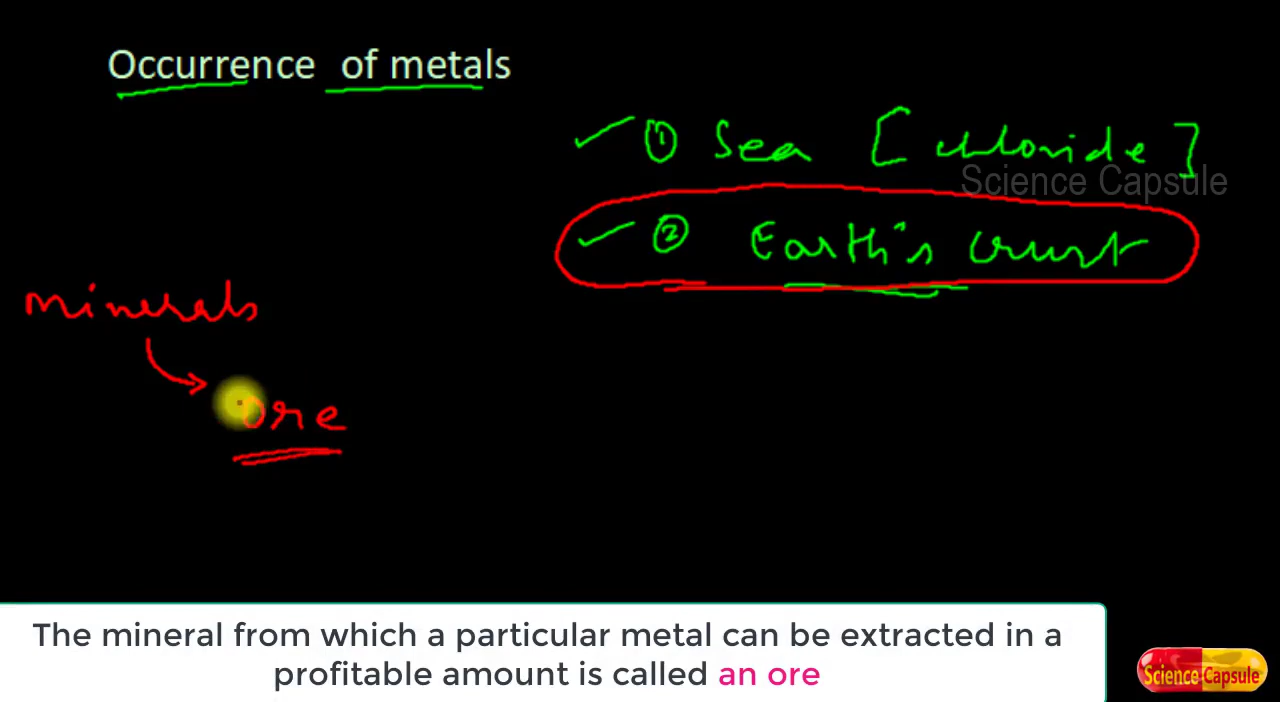 Occurrence of metals
① Sea [chloride]
Science Capsule
② Earth's crust
minerals
ore
The mineral from which a particular metal can be extracted in a
profitable amount is called an ore
Science Capsule